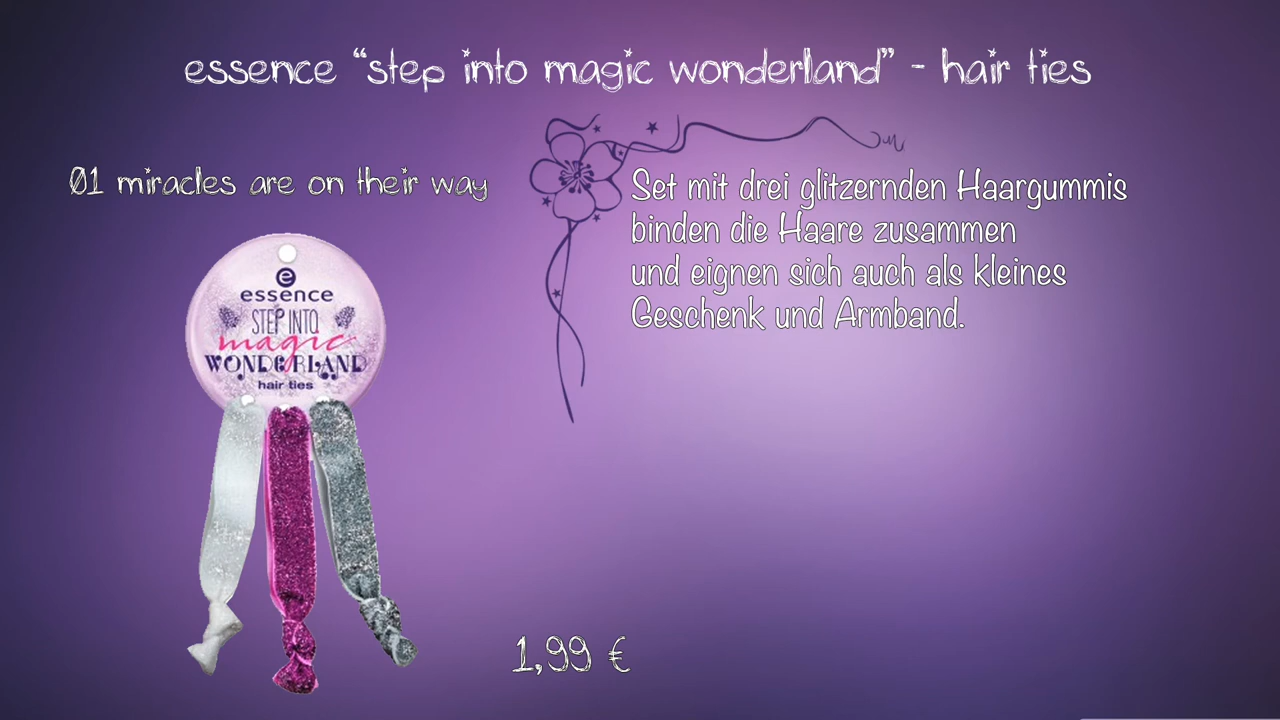 essence “step into magic wonderland” - hair ties
01 miracles are on their way
Set mit drei glitzernden Haargummis
binden die Haare zusammen
und eignen sich auch als kleines
Geschenk und Armband.
e
essence
STEP INTO
magic
WONDERLAND
hair ties
1,99 €